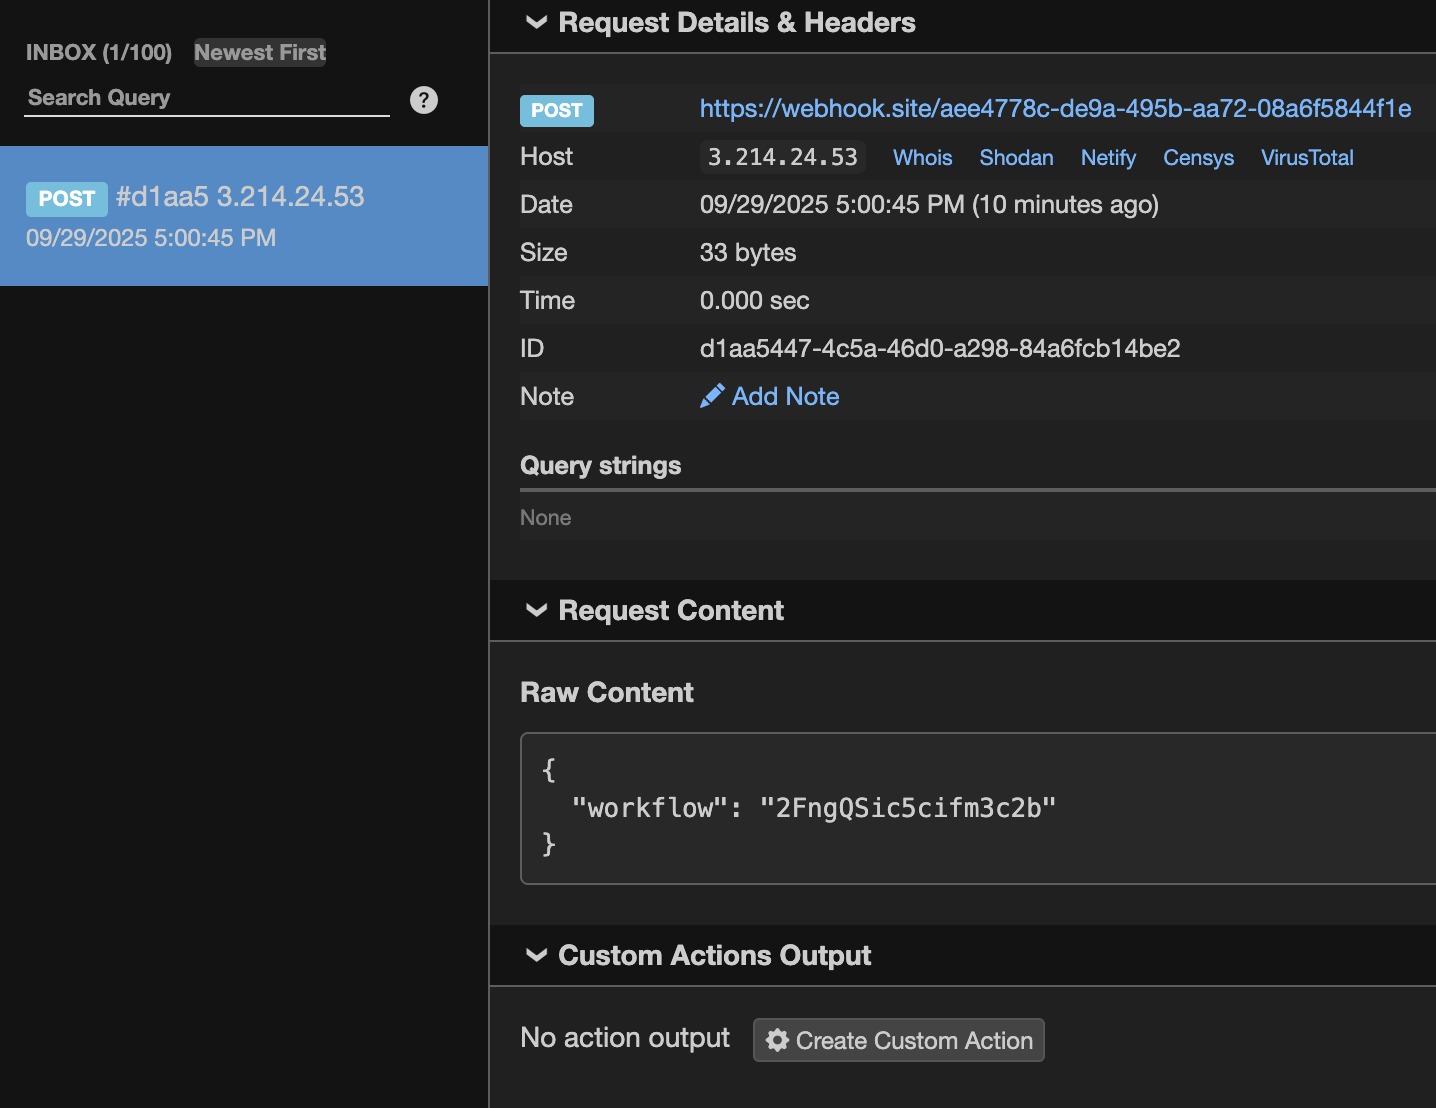 INBOX (1/100) Newest First
Search Query
?
POST #d1aa5 3.214.24.53
09/29/2025 5:00:45 PM
Request Details & Headers
POST https://webhook.site/aee4778c-de9a-495b-aa72-08a6f5844f1e
Host 3.214.24.53 Whois Shodan Netify Censys VirusTotal
Date 09/29/2025 5:00:45 PM (10 minutes ago)
Size 33 bytes
Time 0.000 sec
ID d1aa5447-4c5a-46d0-a298-84a6fcb14be2
Note Add Note
Query strings
None
Request Content
Raw Content
{
"workflow": "2FngQSic5cifm3c2b"
}
Custom Actions Output
No action output Create Custom Action